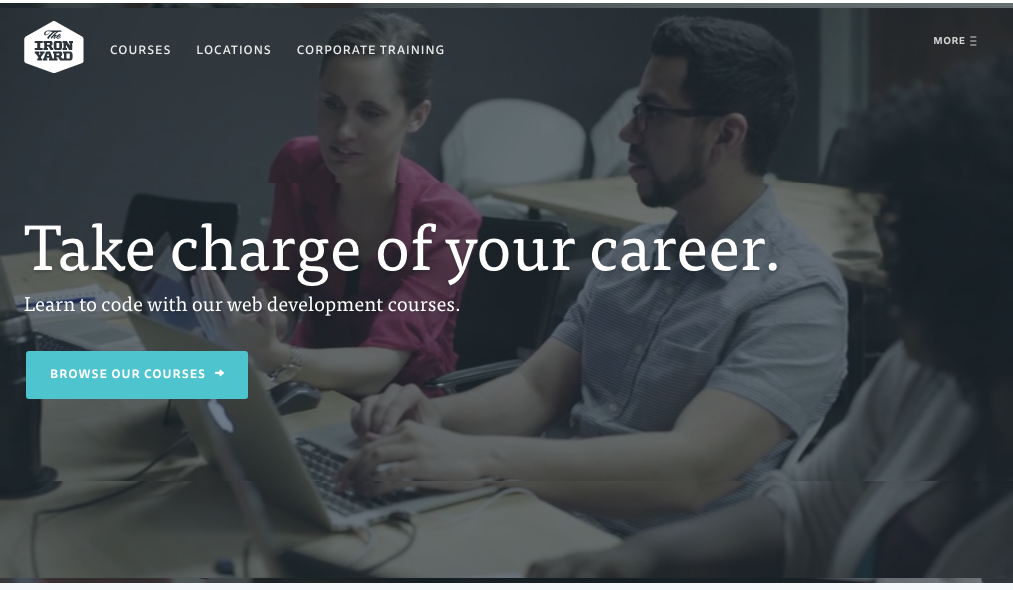 The
IRON
YARD
COURSES
LOCATIONS
CORPORATE TRAINING
MORE
Take charge of your career.
Learn to code with our web development courses.
BROWSE OUR COURSES